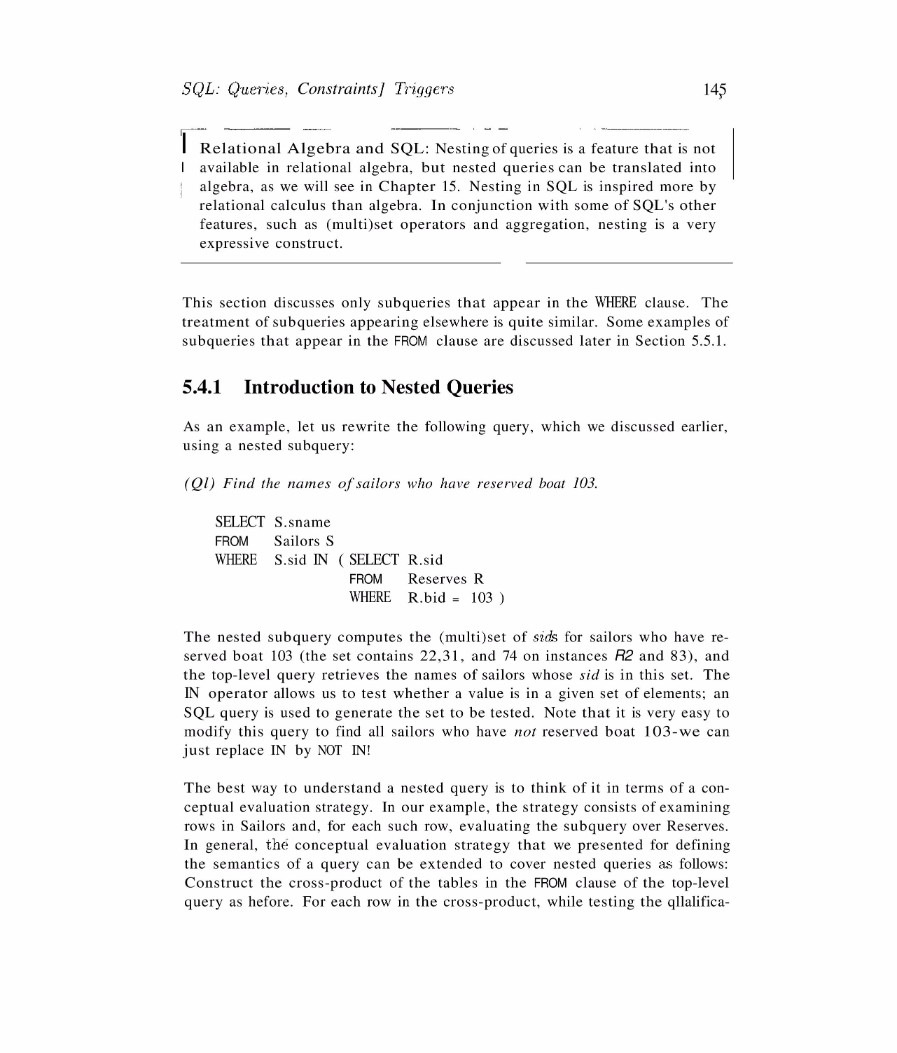 SQL: Queries, Constraints] Triggers 145
Relational Algebra and SQL: Nesting of queries is a feature that is not
available in relational algebra, but nested queries can be translated into
algebra, as we will see in Chapter 15. Nesting in SQL is inspired more by
relational calculus than algebra. In conjunction with some of SQL's other
features, such as (multi)set operators and aggregation, nesting is a very
expressive construct.
This section discusses only subqueries that appear in the WHERE clause. The
treatment of subqueries appearing elsewhere is quite similar. Some examples of
subqueries that appear in the FROM clause are discussed later in Section 5.5.1.
5.4.1 Introduction to Nested Queries
As an example, let us rewrite the following query, which we discussed earlier,
using a nested subquery:
(Ql) Find the names of sailors who have reserved boat 103.
SELECT S.sname
FROM Sailors S
WHERE S.sid IN ( SELECT R.sid
FROM Reserves R
WHERE R.bid = 103 )
The nested subquery computes the (multi)set of sids for sailors who have re-
served boat 103 (the set contains 22,31, and 74 on instances R2 and 83), and
the top-level query retrieves the names of sailors whose sid is in this set. The
IN operator allows us to test whether a value is in a given set of elements; an
SQL query is used to generate the set to be tested. Note that it is very easy to
modify this query to find all sailors who have not reserved boat 103-we can
just replace IN by NOT IN!
The best way to understand a nested query is to think of it in terms of a con-
ceptual evaluation strategy. In our example, the strategy consists of examining
rows in Sailors and, for each such row, evaluating the subquery over Reserves.
In general, the conceptual evaluation strategy that we presented for defining
the semantics of a query can be extended to cover nested queries as follows:
Construct the cross-product of the tables in the FROM clause of the top-level
query as hefore. For each row in the cross-product, while testing the qllalifica-